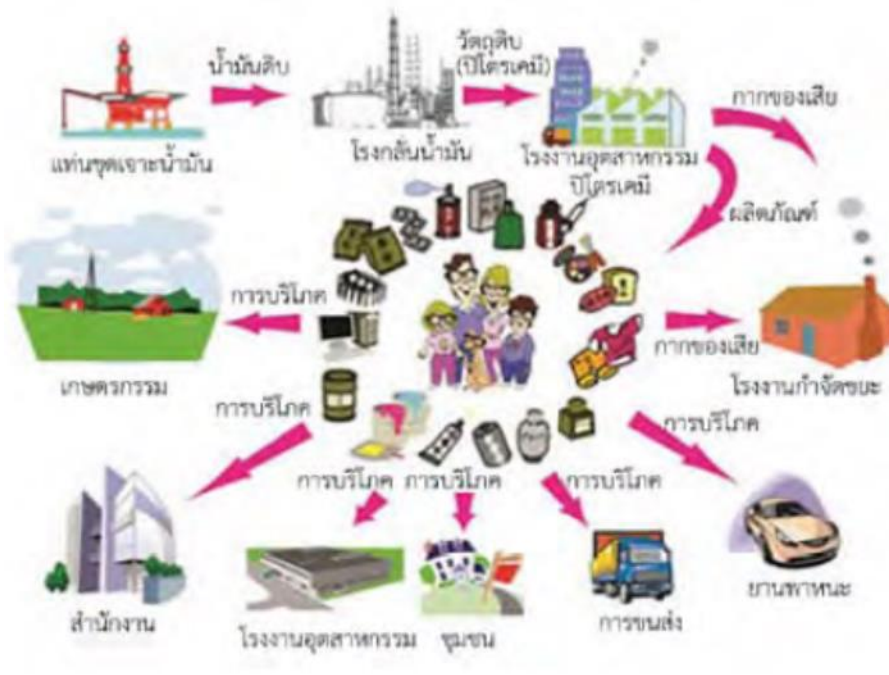 น้ำมันดิบ
วัตถุดิบ
(ปิโตรเคมี)
กากของเสีย
แท่นขุดเจาะน้ำมัน
โรงกลั่นน้ำมัน
โรงงานอุตสาหกรรม
ปิโตรเคมี
ผลิตภัณฑ์
การบริโภค
กากของเสีย
เกษตรกรรม
โรงงานกำจัดขยะ
การบริโภค
การบริโภค
การบริโภค
การบริโภค
การบริโภค
สำนักงาน
โรงงานอุตสาหกรรม
ชุมชน
การขนส่ง
ยานพาหนะ